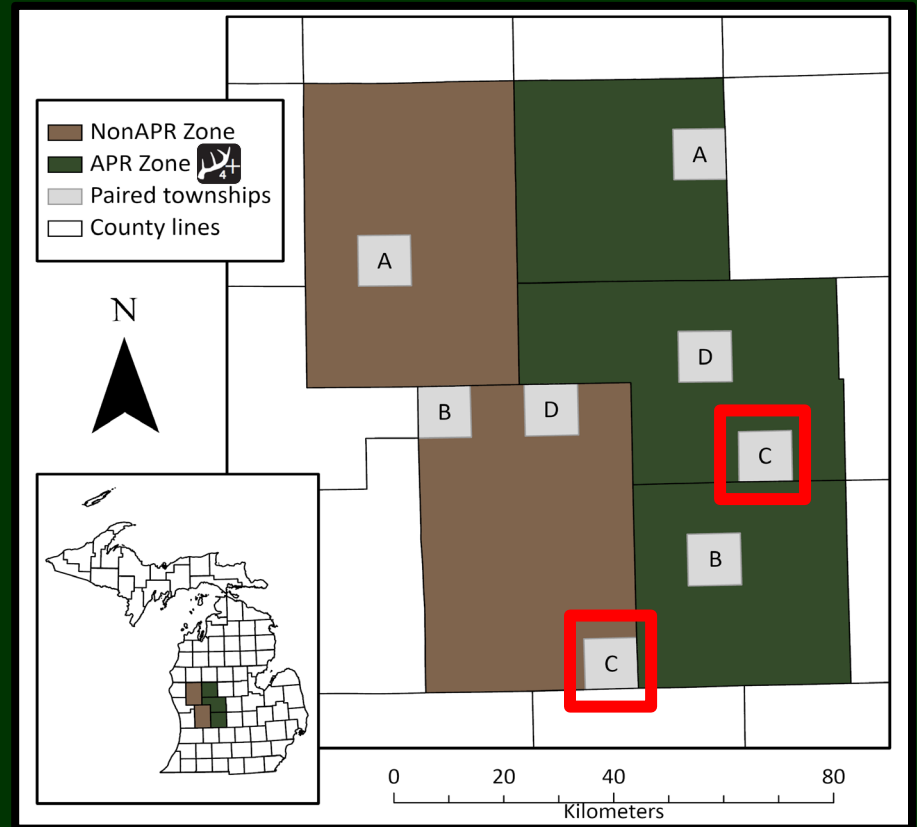 NonAPR Zone
APR Zone
4
+
Paired townships
County lines
N
A
A
D
B
D
C
B
C
0 20 40 80
Kilometers